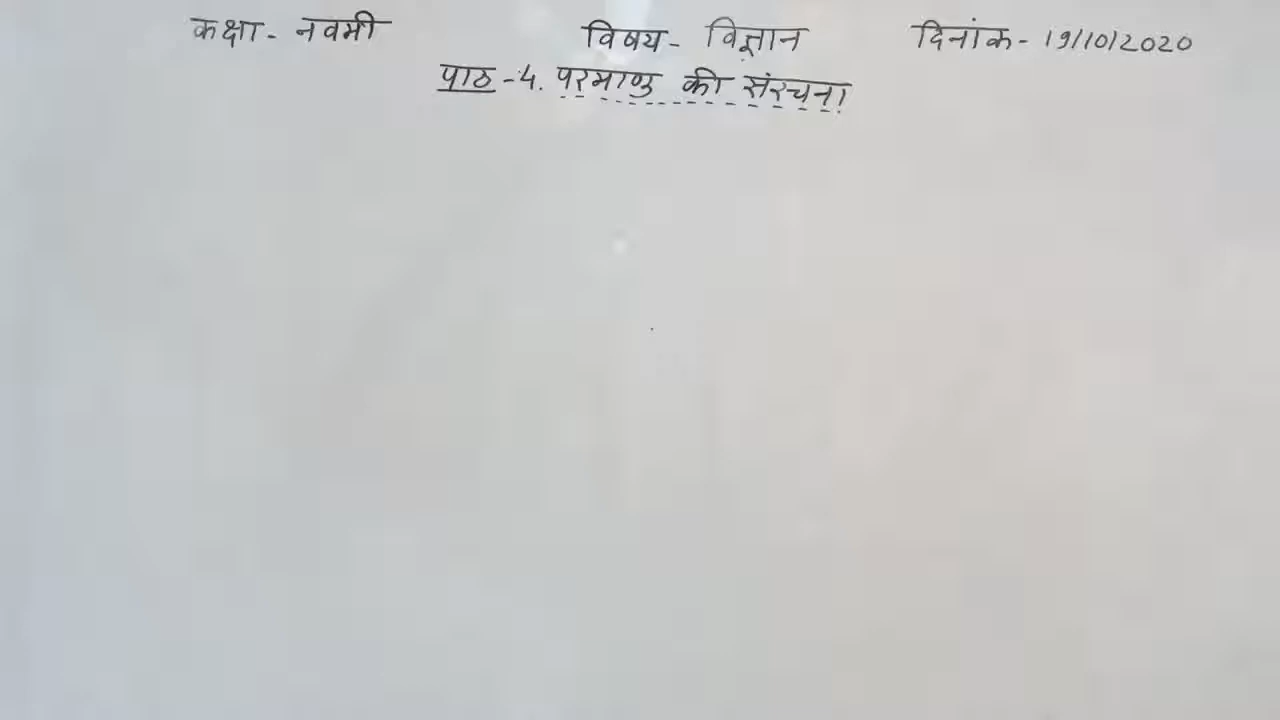 कक्षा - नवमी विषय - विज्ञान दिनांक - 19/10/2020
पाठ - 4. परमाणु की संरचना